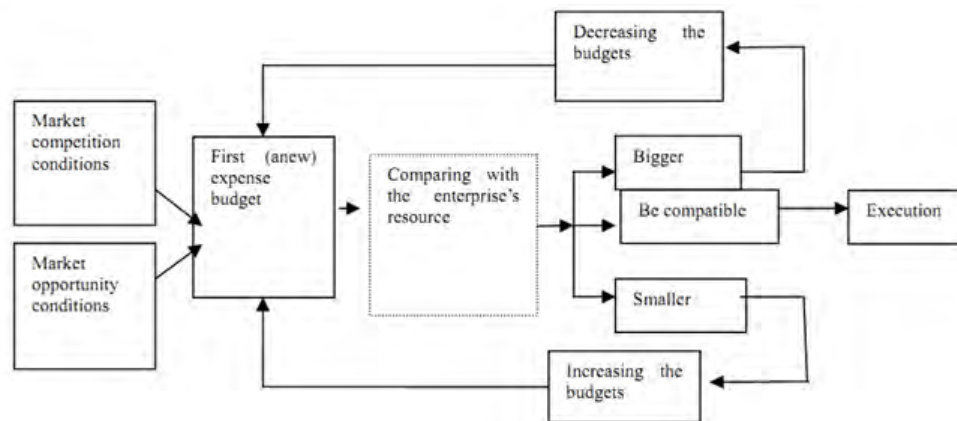 Decreasing the
budgets
Market
competition
conditions
First (anew)
expense
budget
Comparing with
the enterprise's
resource
Bigger
Be compatible
Execution
Market
opportunity
conditions
Smaller
Increasing the
budgets